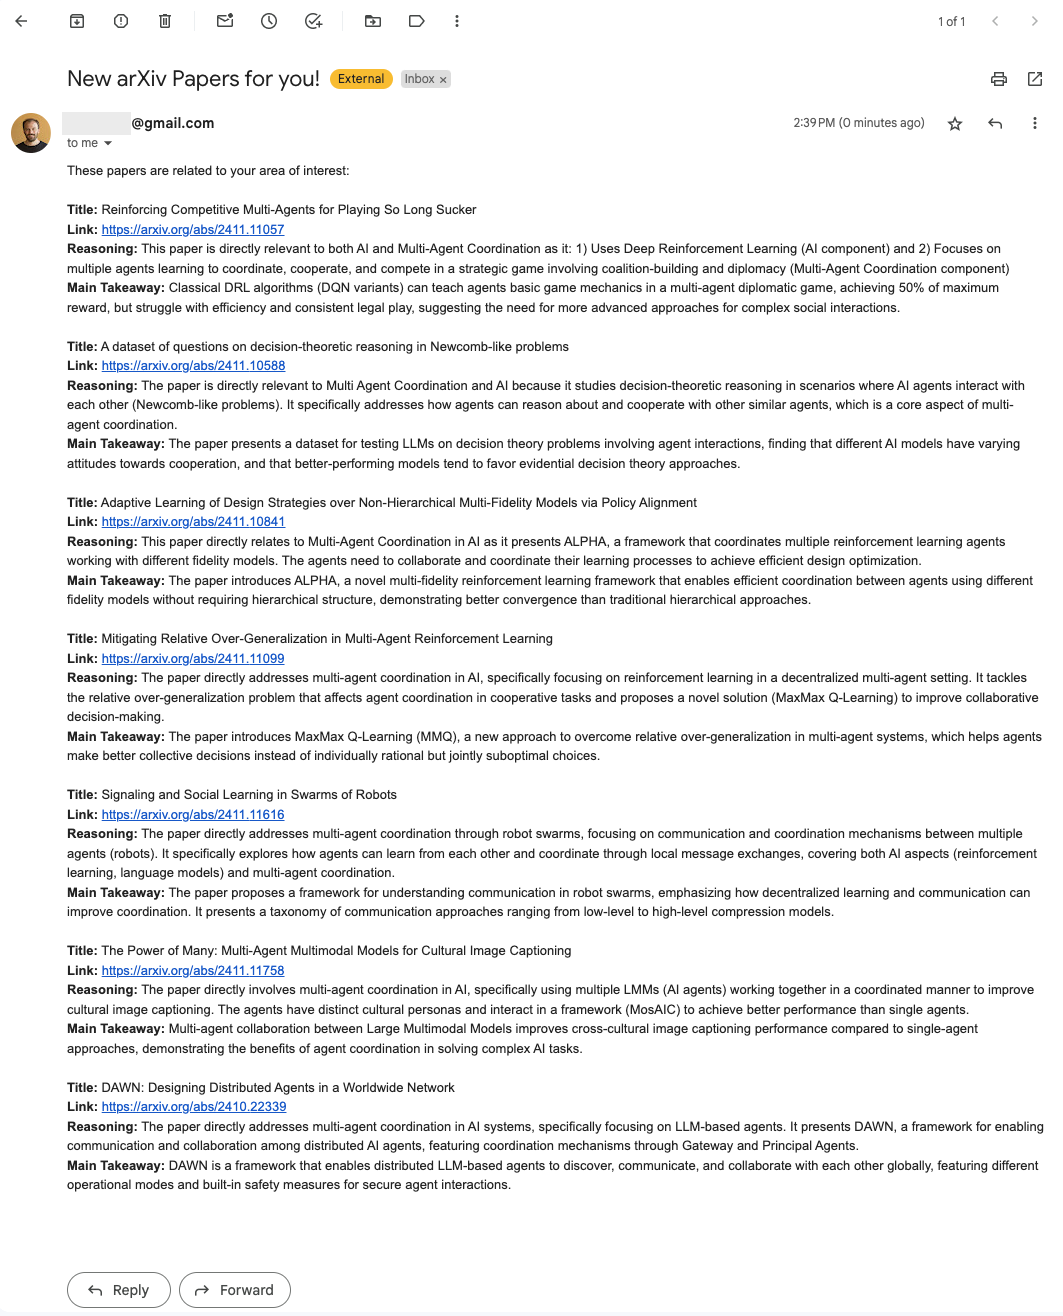 1 of 1
New arXiv Papers for you! External Inbox ×
@gmail.com 2:39 PM (0 minutes ago)
to me
These papers are related to your area of interest:
Title: Reinforcing Competitive Multi-Agents for Playing So Long Sucker
Link: https://arxiv.org/abs/2411.11057
Reasoning: This paper is directly relevant to both AI and Multi-Agent Coordination as it: 1) Uses Deep Reinforcement Learning (AI component) and 2) Focuses on
multiple agents learning to coordinate, cooperate, and compete in a strategic game involving coalition-building and diplomacy (Multi-Agent Coordination component)
Main Takeaway: Classical DRL algorithms (DQN variants) can teach agents basic game mechanics in a multi-agent diplomatic game, achieving 50% of maximum
reward, but struggle with efficiency and consistent legal play, suggesting the need for more advanced approaches for complex social interactions.
Title: A dataset of questions on decision-theoretic reasoning in Newcomb-like problems
Link: https://arxiv.org/abs/2411.10588
Reasoning: The paper is directly relevant to Multi Agent Coordination and AI because it studies decision-theoretic reasoning in scenarios where AI agents interact with
each other (Newcomb-like problems). It specifically addresses how agents can reason about and cooperate with other similar agents, which is a core aspect of multi-
agent coordination.
Main Takeaway: The paper presents a dataset for testing LLMs on decision theory problems involving agent interactions, finding that different AI models have varying
attitudes towards cooperation, and that better-performing models tend to favor evidential decision theory approaches.
Title: Adaptive Learning of Design Strategies over Non-Hierarchical Multi-Fidelity Models via Policy Alignment
Link: https://arxiv.org/abs/2411.10841
Reasoning: This paper directly relates to Multi-Agent Coordination in AI as it presents ALPHA, a framework that coordinates multiple reinforcement learning agents
working with different fidelity models. The agents need to collaborate and coordinate their learning processes to achieve efficient design optimization.
Main Takeaway: The paper introduces ALPHA, a novel multi-fidelity reinforcement learning framework that enables efficient coordination between agents using different
fidelity models without requiring hierarchical structure, demonstrating better convergence than traditional hierarchical approaches.
Title: Mitigating Relative Over-Generalization in Multi-Agent Reinforcement Learning
Link: https://arxiv.org/abs/2411.11099
Reasoning: The paper directly addresses multi-agent coordination in AI, specifically focusing on reinforcement learning in a decentralized multi-agent setting. It tackles
the relative over-generalization problem that affects agent coordination in cooperative tasks and proposes a novel solution (MaxMax Q-Learning) to improve collaborative
decision-making.
Main Takeaway: The paper introduces MaxMax Q-Learning (MMQ), a new approach to overcome relative over-generalization in multi-agent systems, which helps agents
make better collective decisions instead of individually rational but jointly suboptimal choices.
Title: Signaling and Social Learning in Swarms of Robots
Link: https://arxiv.org/abs/2411.11616
Reasoning: The paper directly addresses multi-agent coordination through robot swarms, focusing on communication and coordination mechanisms between multiple
agents (robots). It specifically explores how agents can learn from each other and coordinate through local message exchanges, covering both AI aspects (reinforcement
learning, language models) and multi-agent coordination.
Main Takeaway: The paper proposes a framework for understanding communication in robot swarms, emphasizing how decentralized learning and communication can
improve coordination. It presents a taxonomy of communication approaches ranging from low-level to high-level compression models.
Title: The Power of Many: Multi-Agent Multimodal Models for Cultural Image Captioning
Link: https://arxiv.org/abs/2411.11758
Reasoning: The paper directly involves multi-agent coordination in AI, specifically using multiple LMMs (AI agents) working together in a coordinated manner to improve
cultural image captioning. The agents have distinct cultural personas and interact in a framework (MosAIC) to achieve better performance than single agents.
Main Takeaway: Multi-agent collaboration between Large Multimodal Models improves cross-cultural image captioning performance compared to single-agent
approaches, demonstrating the benefits of agent coordination in solving complex AI tasks.
Title: DAWN: Designing Distributed Agents in a Worldwide Network
Link: https://arxiv.org/abs/2410.22339
Reasoning: The paper directly addresses multi-agent coordination in AI systems, specifically focusing on LLM-based agents. It presents DAWN, a framework for enabling
communication and collaboration among distributed AI agents, featuring coordination mechanisms through Gateway and Principal Agents.
Main Takeaway: DAWN is a framework that enables distributed LLM-based agents to discover, communicate, and collaborate with each other globally, featuring different
operational modes and built-in safety measures for secure agent interactions.
Reply Forward